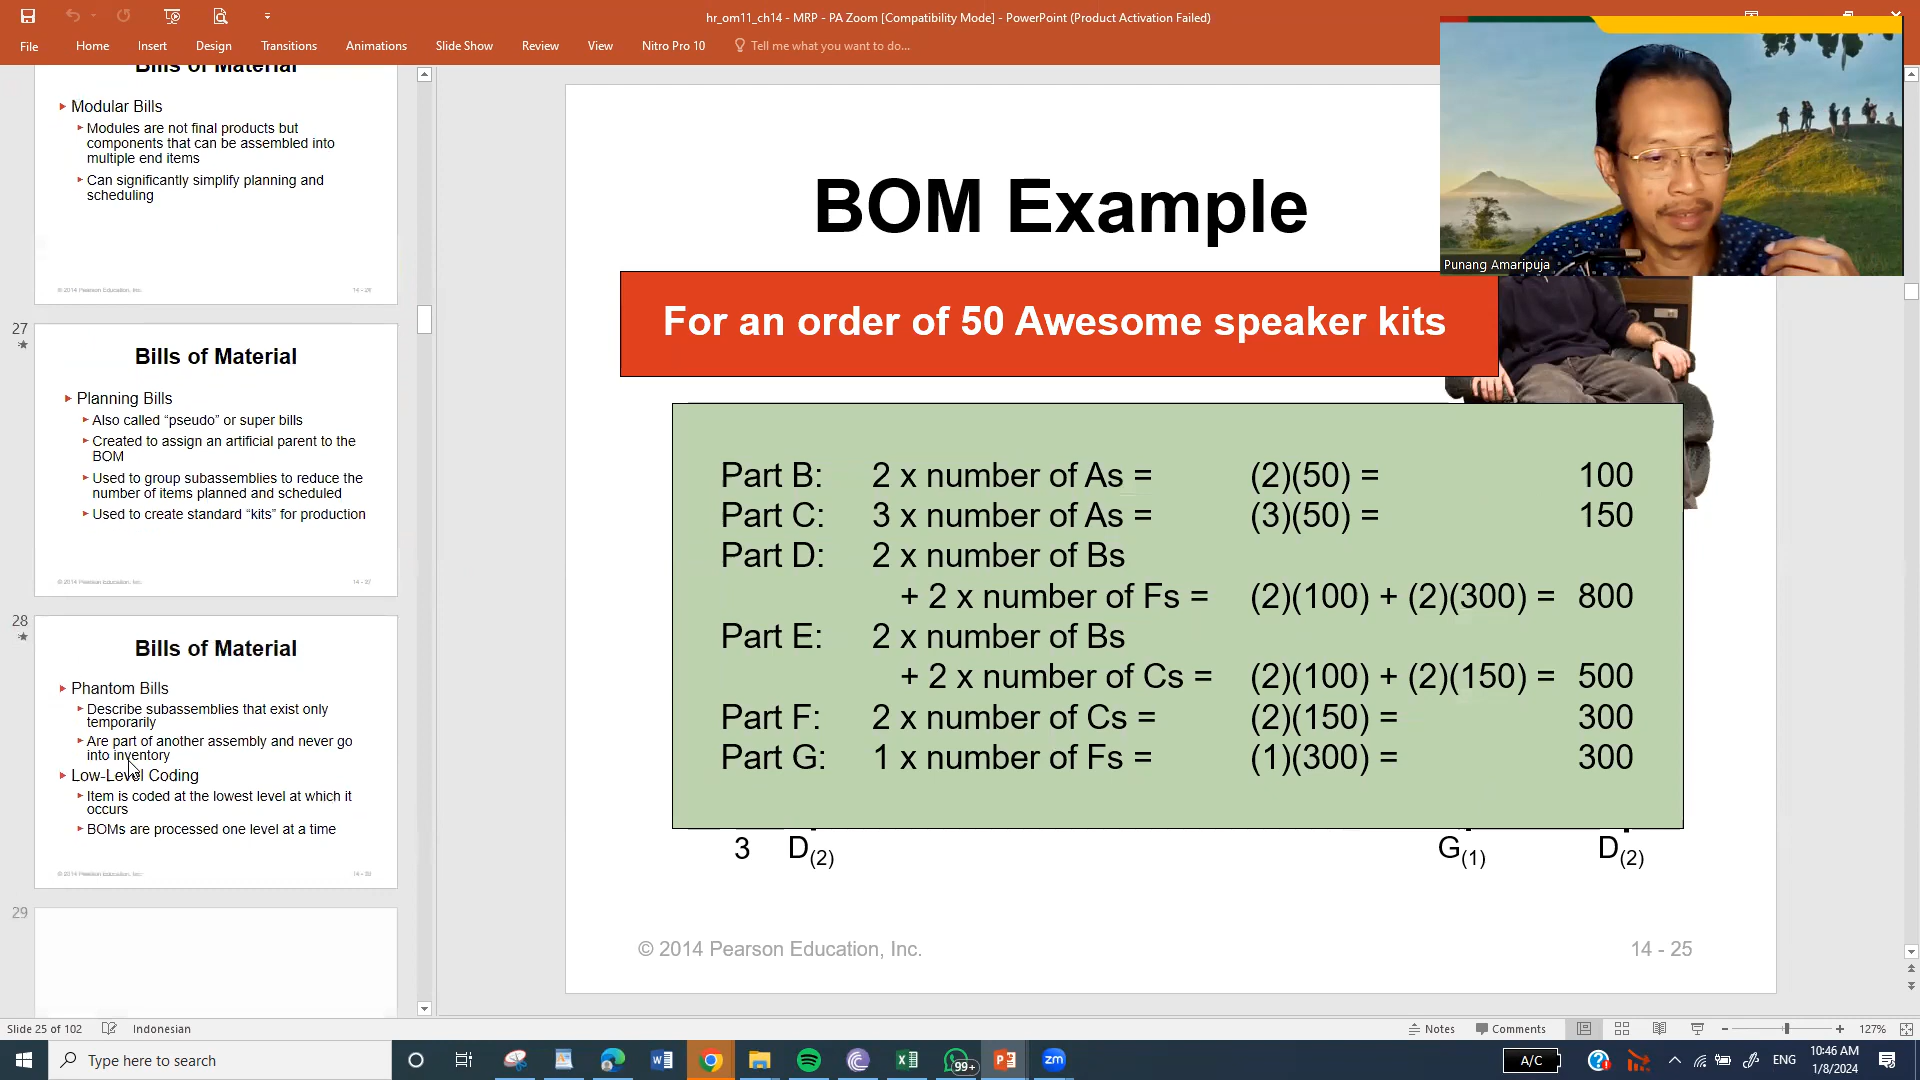 hr_om11_ch14 - MRP - PA Zoom [Compatibility Mode] - PowerPoint (Product Activation Failed)
File Home Insert Design Transitions Animations Slide Show Review View Nitro Pro 10 Tell me what you want to do...
Bills of Material
Modular Bills
Modules are not final products but
components that can be assembled into
multiple end items
Can significantly simplify planning and
scheduling
© 2014 Pearson Education, Inc.
27
Bills of Material
Planning Bills
Also called “pseudo” or super bills
Created to assign an artificial parent to the
BOM
Used to group subassemblies to reduce the
number of items planned and scheduled
Used to create standard “kits” for production
© 2014 Pearson Education, Inc. 14 - 27
28
Bills of Material
Phantom Bills
Describe subassemblies that exist only
temporarily
Are part of another assembly and never go
into inventory
Low-Level Coding
Item is coded at the lowest level at which it
occurs
BOMs are processed one level at a time
© 2014 Pearson Education, Inc.
29
BOM Example
For an order of 50 Awesome speaker kits
Part B: 2 x number of As = (2)(50) = 100
Part C: 3 x number of As = (3)(50) = 150
Part D: 2 x number of Bs
+ 2 x number of Fs = (2)(100) + (2)(300) = 800
Part E: 2 x number of Bs
+ 2 x number of Cs = (2)(100) + (2)(150) = 500
Part F: 2 x number of Cs = (2)(150) = 300
Part G: 1 x number of Fs = (1)(300) = 300
3 D(2) G(1) D(2)
© 2014 Pearson Education, Inc. 14 - 25
Punang Amaripuja
Slide 25 of 102 Indonesian Notes Comments 127%
Type here to search 99+ zm A/C ENG 10:46 AM
1/8/2024